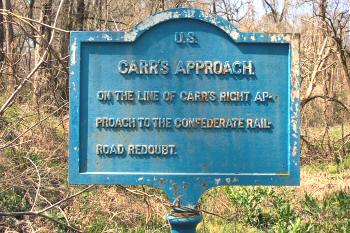 U.S.
CARR'S APPROACH.
ON THE LINE OF CARR'S RIGHT AP-
PROACH TO THE CONFEDERATE RAIL-
ROAD REDOUBT.